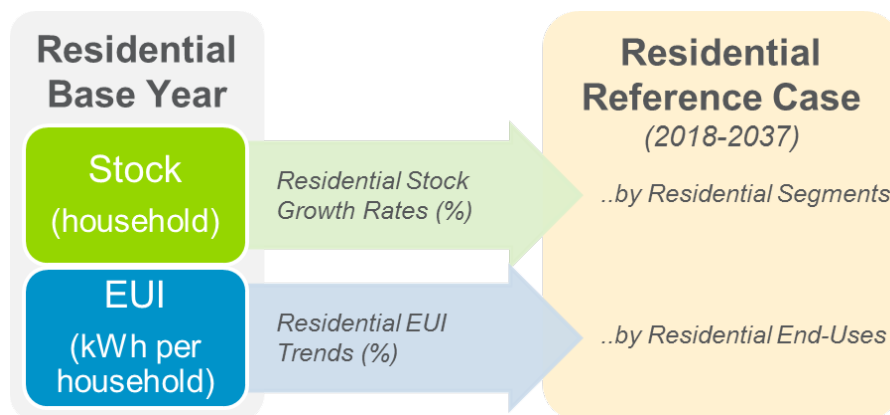 Residential
Base Year
Stock
(household)
EUI
(kWh per
household)
Residential Stock
Growth Rates (%)
Residential EUI
Trends (%)
Residential
Reference Case
(2018-2037)
..by Residential Segments
..by Residential End-Uses